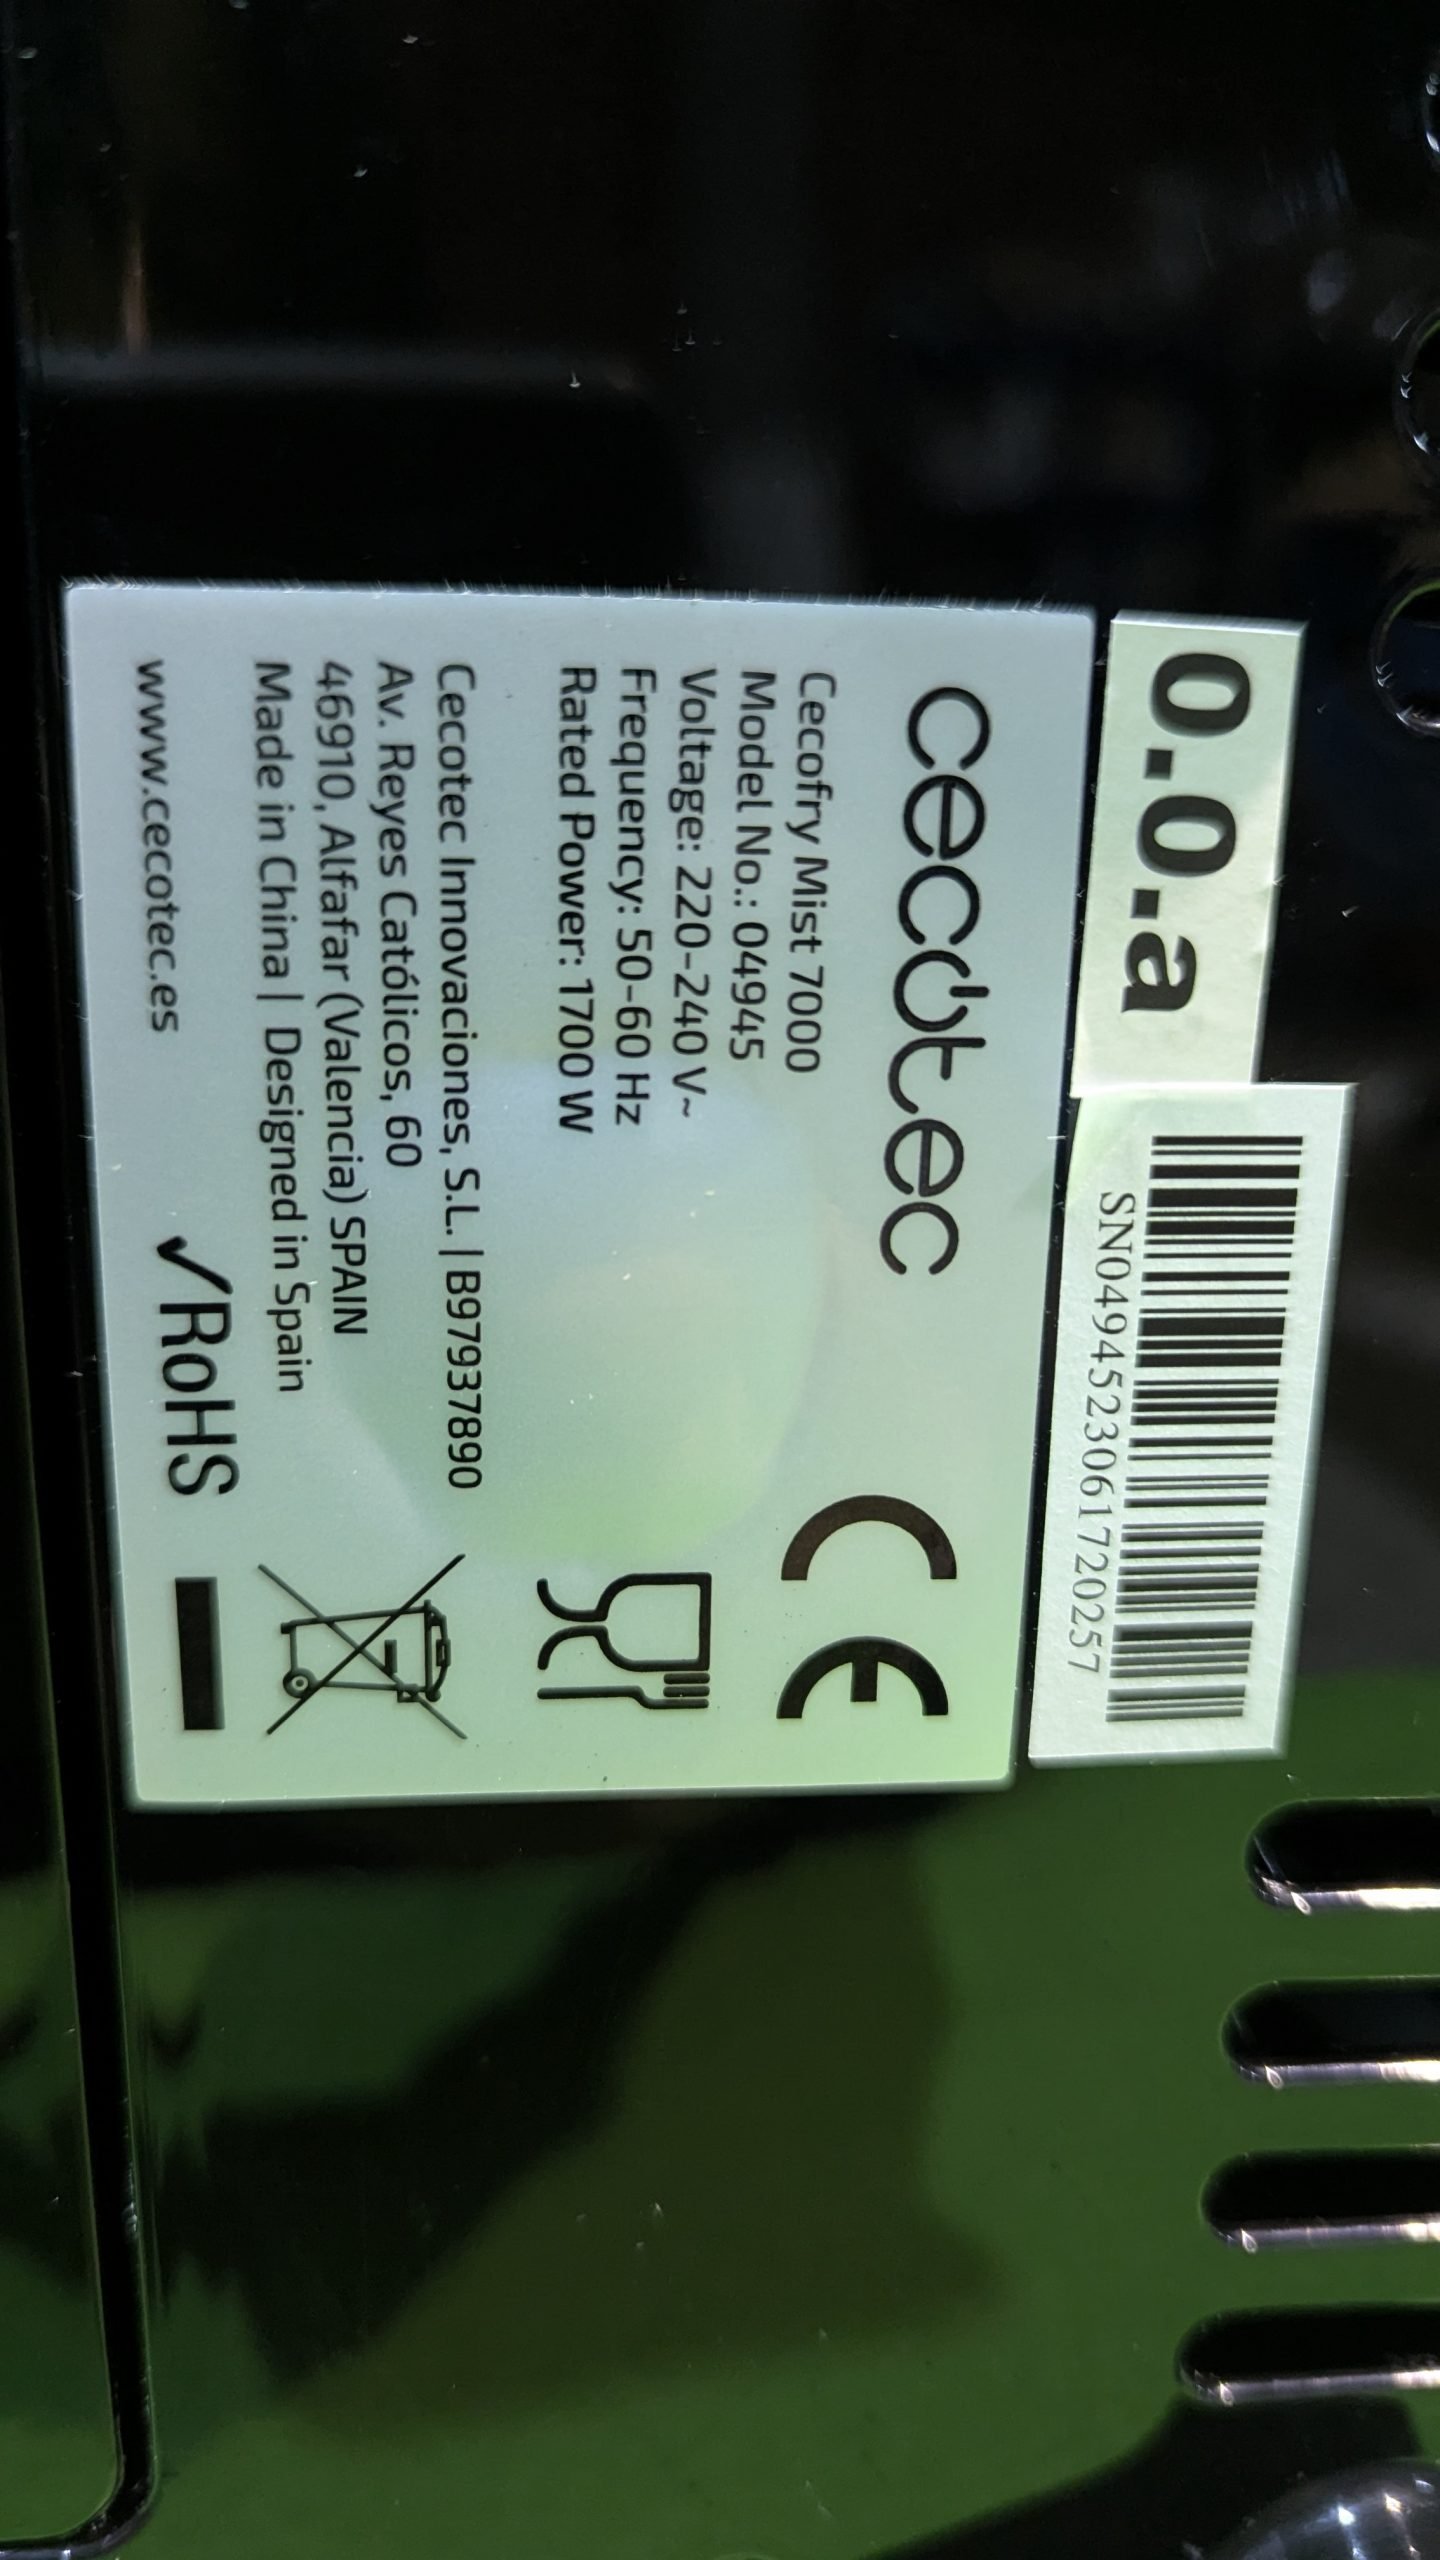 0.0.a
SN0494523061720257
cecotec
CE
Cecofry Mist 7000
Model No.: 04945
Voltage: 220-240 V~
Frequency: 50-60 Hz
Rated Power: 1700 W
Cecotec Innovaciones, S.L. | B97937890
Av. Reyes Católicos, 60
46910, Alfafar (Valencia) SPAIN
Made in China | Designed in Spain
www.cecotec.es
✓RoHS